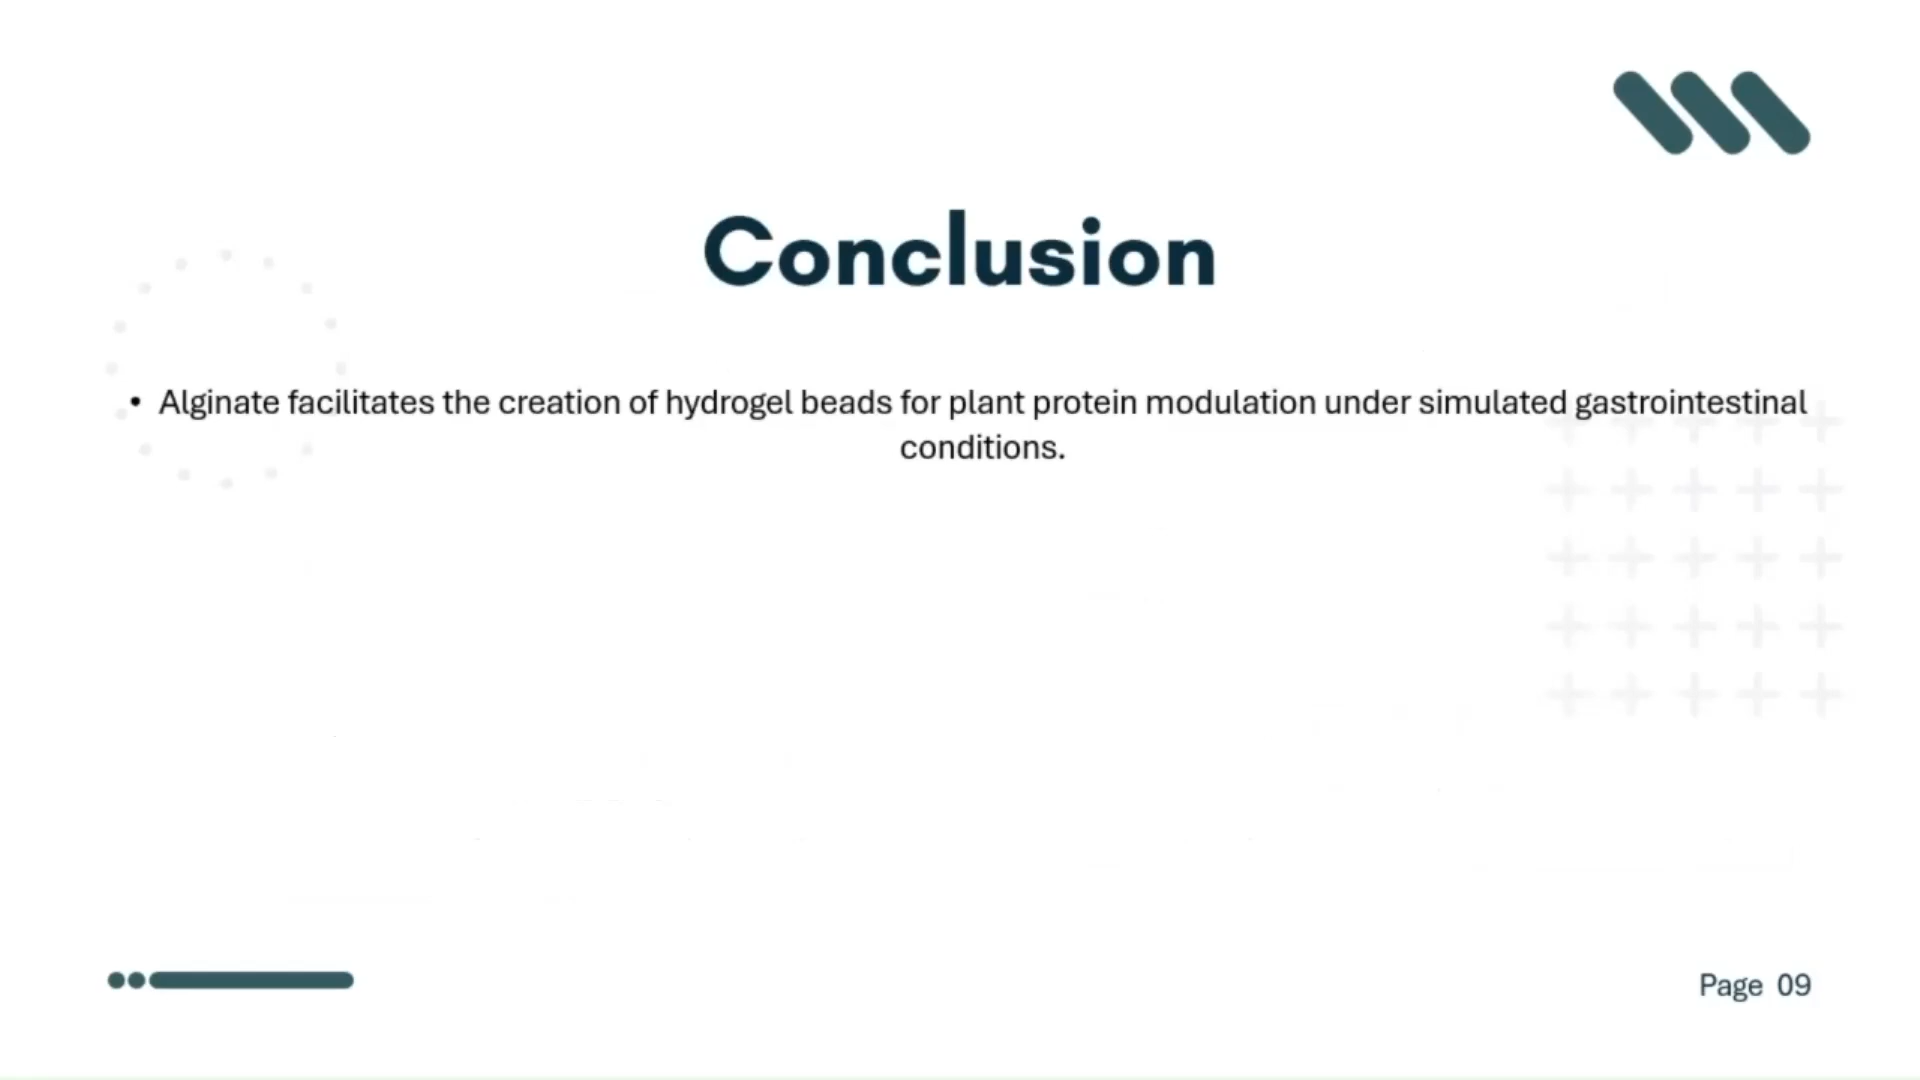 Conclusion
• Alginate facilitates the creation of hydrogel beads for plant protein modulation under simulated gastrointestinal
conditions.
Page 09